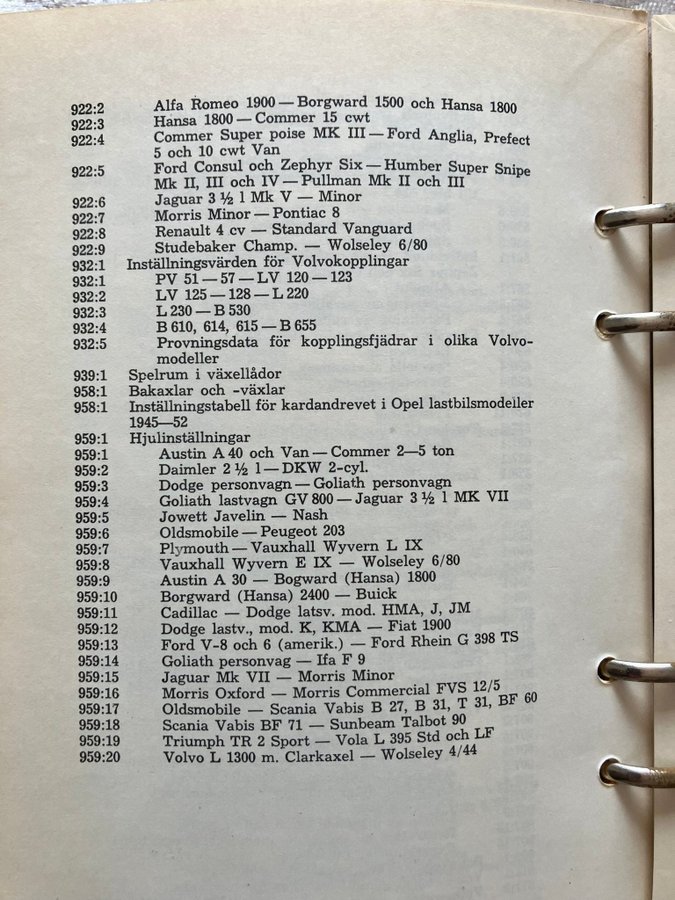 922:2 Alfa Romeo 1900 — Borgward 1500 och Hansa 1800
922:3 Hansa 1800 — Commer 15 cwt
922:4 Commer Super poise MK III — Ford Anglia, Prefect
5 och 10 cwt Van
922:5 Ford Consul och Zephyr Six — Humber Super Snipe
Mk II, III och IV — Pullman Mk II och III
922:6 Jaguar 3 ½ l Mk V — Minor
922:7 Morris Minor — Pontiac 8
922:8 Renault 4 cv — Standard Vanguard
922:9 Studebaker Champ. — Wolseley 6/80
932:1 Inställningsvärden för Volvokopplingar
932:1 PV 51 — 57 — LV 120 — 123
932:2 LV 125 — 128 — L 220
932:3 L 230 — B 530
932:4 B 610, 614, 615 — B 655
932:5 Provningsdata för kopplingsfjädrar i olika Volvo-
modeller
939:1 Spelrum i växellådor
958:1 Bakaxlar och -växlar
958:1 Inställningstabell för kardandrevet i Opel lastbilsmodeller
1945—52
959:1 Hjulinställningar
959:1 Austin A 40 och Van — Commer 2—5 ton
959:2 Daimler 2 ½ l — DKW 2-cyl.
959:3 Dodge personvagn — Goliath personvagn
959:4 Goliath lastvagn GV 800 — Jaguar 3 ½ l MK VII
959:5 Jowett Javelin — Nash
959:6 Oldsmobile — Peugeot 203
959:7 Plymouth — Vauxhall Wyvern L IX
959:8 Vauxhall Wyvern E IX — Wolseley 6/80
959:9 Austin A 30 — Bogward (Hansa) 1800
959:10 Borgward (Hansa) 2400 — Buick
959:11 Cadillac — Dodge latsv. mod. HMA, J, JM
959:12 Dodge lastv., mod. K, KMA — Fiat 1900
959:13 Ford V-8 och 6 (amerik.) — Ford Rhein G 398 TS
959:14 Goliath personvag — Ifa F 9
959:15 Jaguar Mk VII — Morris Minor
959:16 Morris Oxford — Morris Commercial FVS 12/5
959:17 Oldsmobile — Scania Vabis B 27, B 31, T 31, BF 60
959:18 Scania Vabis BF 71 — Sunbeam Talbot 90
959:19 Triumph TR 2 Sport — Vola L 395 Std och LF
959:20 Volvo L 1300 m. Clarkaxel — Wolseley 4/44